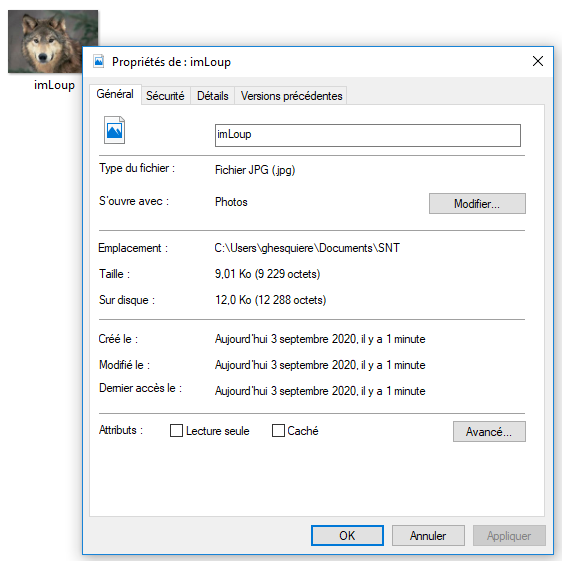 imLoup
Propriétés de : imLoup
Général Sécurité Détails Versions précédentes
imLoup
Type du fichier : Fichier JPG (.jpg)
S'ouvre avec : Photos Modifier...
Emplacement : C:\Users\ghesquiere\Documents\SNT
Taille : 9,01 Ko (9 229 octets)
Sur disque : 12,0 Ko (12 288 octets)
Créé le : Aujourd'hui 3 septembre 2020, il y a 1 minute
Modifié le : Aujourd'hui 3 septembre 2020, il y a 1 minute
Dernier accès le : Aujourd'hui 3 septembre 2020, il y a 1 minute
Attributs : Lecture seule Caché Avancé...
OK Annuler Appliquer